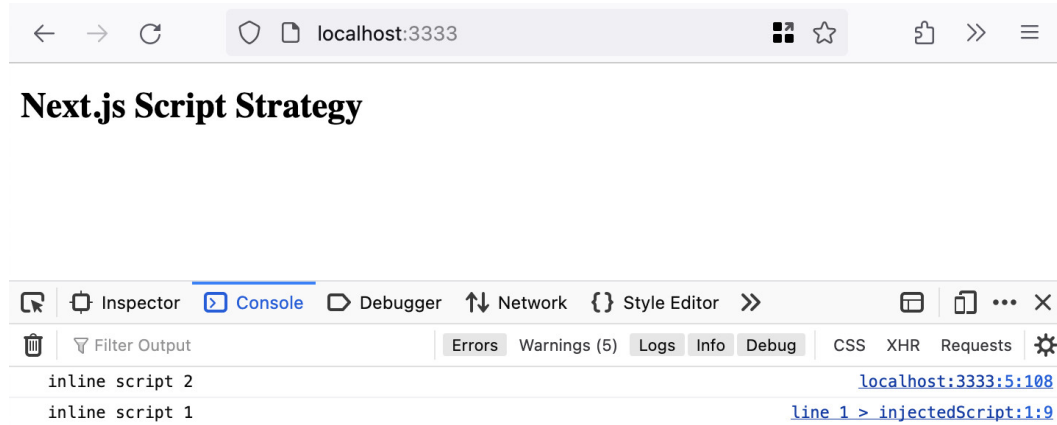 localhost:3333
Next.js Script Strategy
Inspector Console Debugger Network Style Editor
Filter Output Errors Warnings (5) Logs Info Debug CSS XHR Requests
inline script 2 localhost:3333:5:108
inline script 1 line 1 > injectedScript:1:9